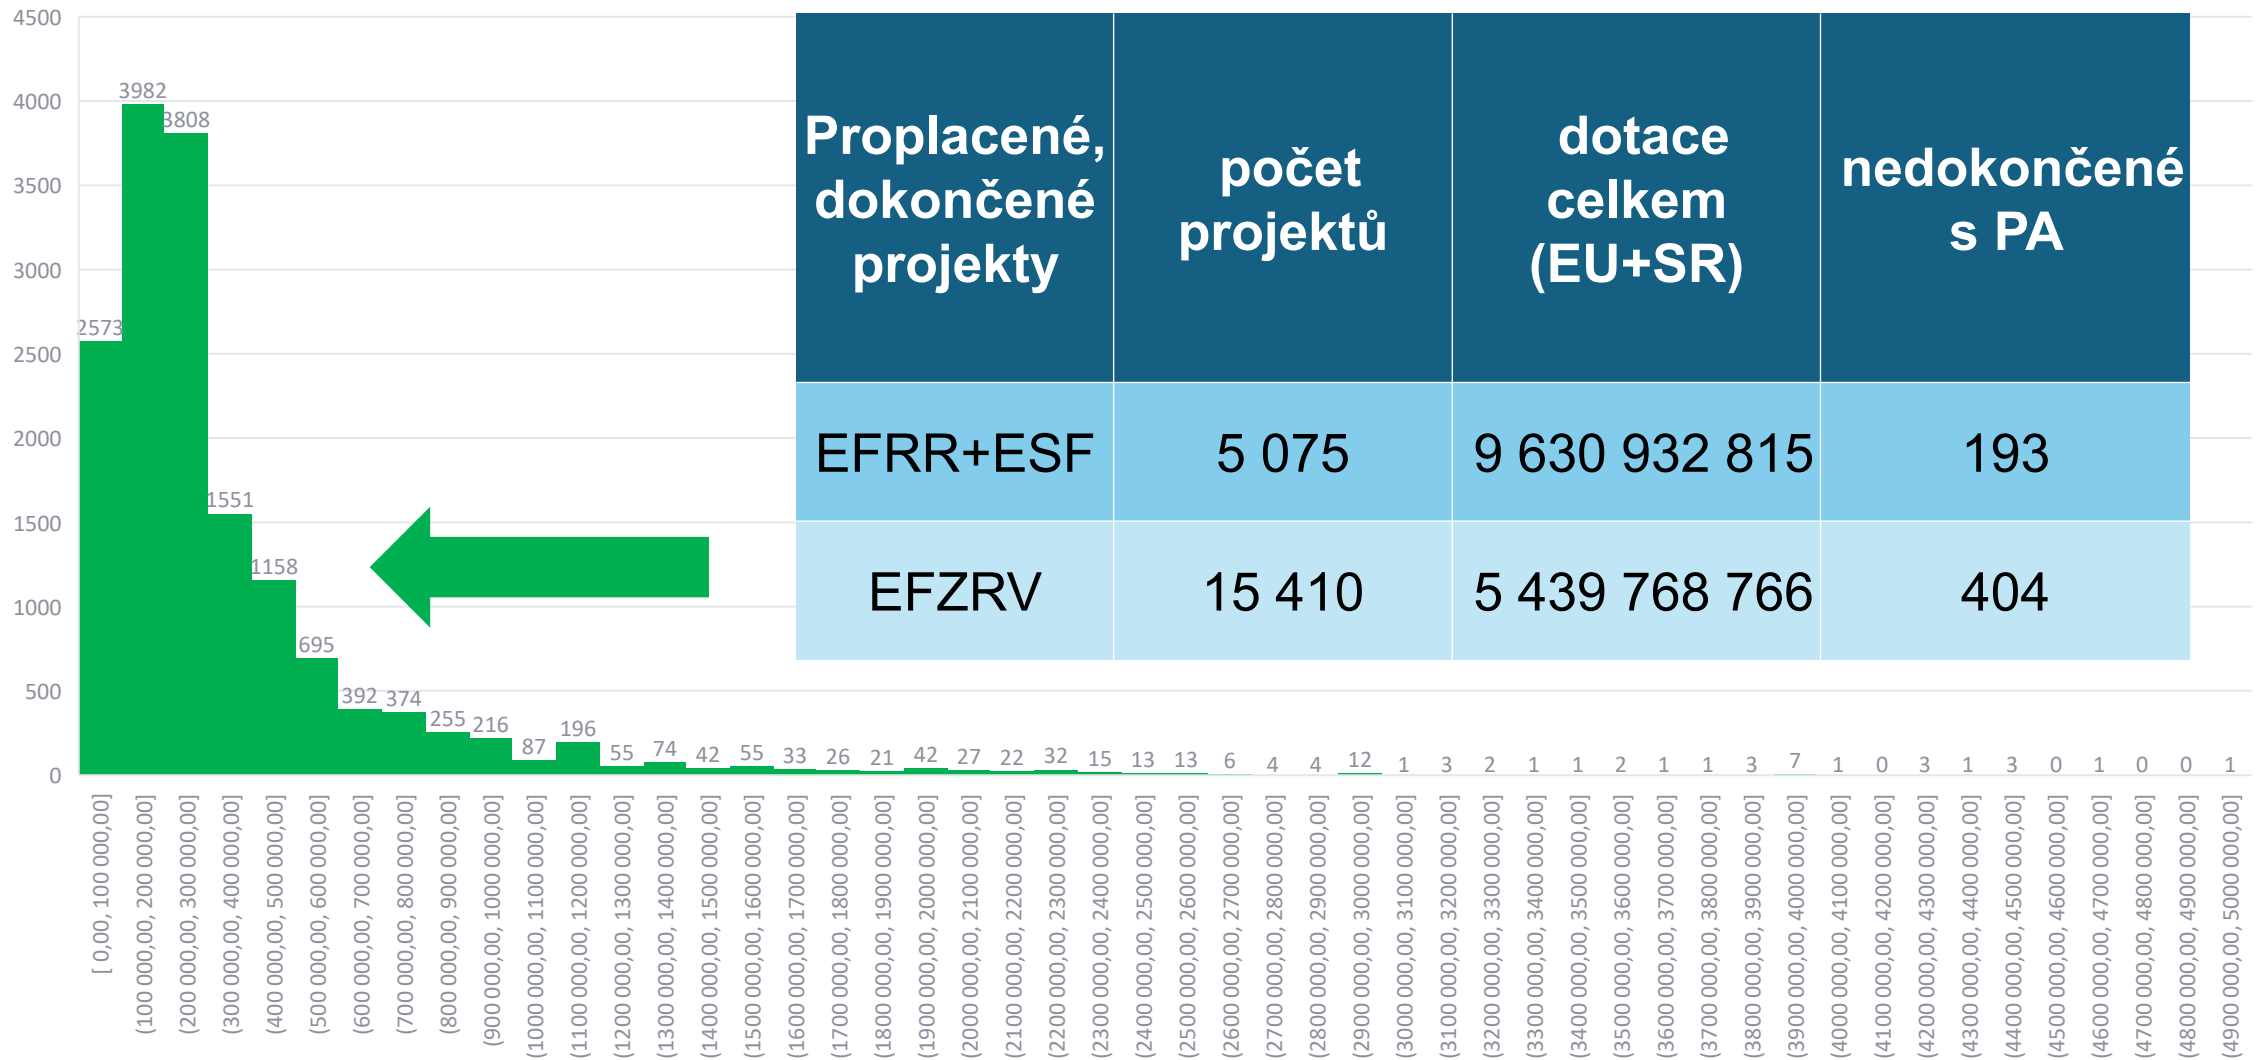 4500
4000
3500
3000
2500
2000
1500
1000
500
0
2573
3982
3808
1551
1158
695
392
374
255
216
87
196
55
74
42
55
33
26
21
42
27
22
32
15
13
13
6
4
4
12
1
3
2
1
1
2
1
1
3
7
1
0
3
1
3
0
1
0
0
1
Proplacené,
dokončené
projekty
počet
projektů
dotace
celkem
(EU+SR)
nedokončené
s PA
EFRR+ESF
5 075
9 630 932 815
193
EFZRV
15 410
5 439 768 766
404
[ 0,00, 100 000,00]
(100 000,00, 200 000,00]
(200 000,00, 300 000,00]
(300 000,00, 400 000,00]
(400 000,00, 500 000,00]
(500 000,00, 600 000,00]
(600 000,00, 700 000,00]
(700 000,00, 800 000,00]
(800 000,00, 900 000,00]
(900 000,00, 1000 000,00]
(1000 000,00, 1100 000,00]
(1100 000,00, 1200 000,00]
(1200 000,00, 1300 000,00]
(1300 000,00, 1400 000,00]
(1400 000,00, 1500 000,00]
(1500 000,00, 1600 000,00]
(1600 000,00, 1700 000,00]
(1700 000,00, 1800 000,00]
(1800 000,00, 1900 000,00]
(1900 000,00, 2000 000,00]
(2000 000,00, 2100 000,00]
(2100 000,00, 2200 000,00]
(2200 000,00, 2300 000,00]
(2300 000,00, 2400 000,00]
(2400 000,00, 2500 000,00]
(2500 000,00, 2600 000,00]
(2600 000,00, 2700 000,00]
(2700 000,00, 2800 000,00]
(2800 000,00, 2900 000,00]
(2900 000,00, 3000 000,00]
(3000 000,00, 3100 000,00]
(3100 000,00, 3200 000,00]
(3200 000,00, 3300 000,00]
(3300 000,00, 3400 000,00]
(3400 000,00, 3500 000,00]
(3500 000,00, 3600 000,00]
(3600 000,00, 3700 000,00]
(3700 000,00, 3800 000,00]
(3800 000,00, 3900 000,00]
(3900 000,00, 4000 000,00]
(4000 000,00, 4100 000,00]
(4100 000,00, 4200 000,00]
(4200 000,00, 4300 000,00]
(4300 000,00, 4400 000,00]
(4400 000,00, 4500 000,00]
(4500 000,00, 4600 000,00]
(4600 000,00, 4700 000,00]
(4700 000,00, 4800 000,00]
(4800 000,00, 4900 000,00]
(4900 000,00, 5000 000,00]